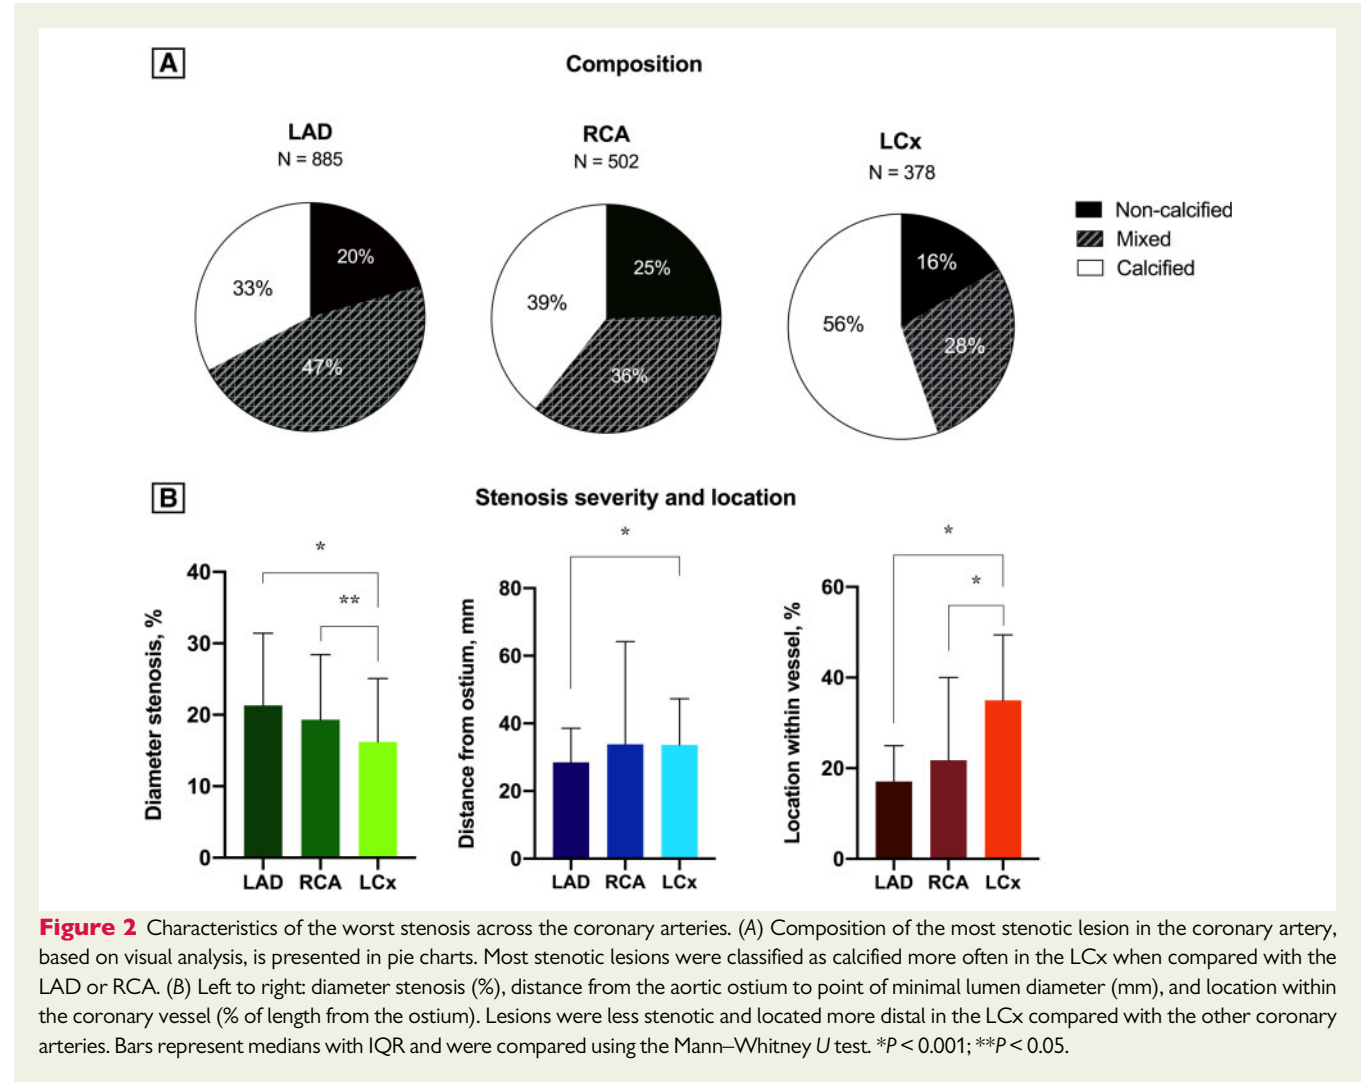 A
Composition
LAD
N = 885
RCA
N = 502
LCx
N = 378
20%
33%
47%
25%
39%
36%
16%
56%
28%
Non-calcified
Mixed
Calcified
B
Stenosis severity and location
*
**
40
30
20
10
0
Diameter stenosis, %
LAD RCA LCx
*
80
60
40
20
0
Distance from ostium, mm
LAD RCA LCx
*
*
60
40
20
0
Location within vessel, %
LAD RCA LCx
Figure 2 Characteristics of the worst stenosis across the coronary arteries. (A) Composition of the most stenotic lesion in the coronary artery,
based on visual analysis, is presented in pie charts. Most stenotic lesions were classified as calcified more often in the LCx when compared with the
LAD or RCA. (B) Left to right: diameter stenosis (%), distance from the aortic ostium to point of minimal lumen diameter (mm), and location within
the coronary vessel (% of length from the ostium). Lesions were less stenotic and located more distal in the LCx compared with the other coronary
arteries. Bars represent medians with IQR and were compared using the Mann–Whitney U test. *P < 0.001; **P < 0.05.